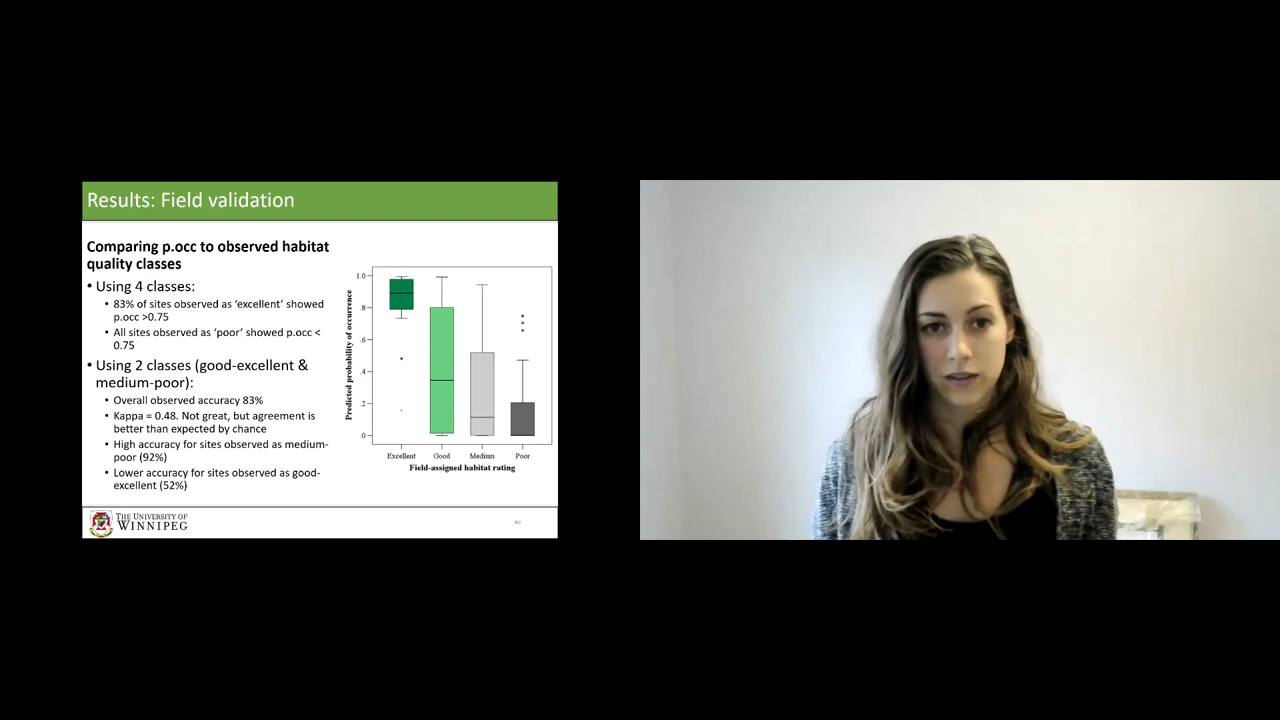 Results: Field validation
Comparing p.occ to observed habitat
quality classes
• Using 4 classes:
• 83% of sites observed as ‘excellent’ showed
p.occ >0.75
• All sites observed as ‘poor’ showed p.occ <
0.75
• Using 2 classes (good-excellent &
medium-poor):
• Overall observed accuracy 83%
• Kappa = 0.48. Not great, but agreement is
better than expected by chance
• High accuracy for sites observed as medium-
poor (92%)
• Lower accuracy for sites observed as good-
excellent (52%)
Predicted probability of occurrence
1.0
.8
.6
.4
.2
.0
Excellent Good Medium Poor
Field-assigned habitat rating
THE UNIVERSITY OF
WINNIPEG
40